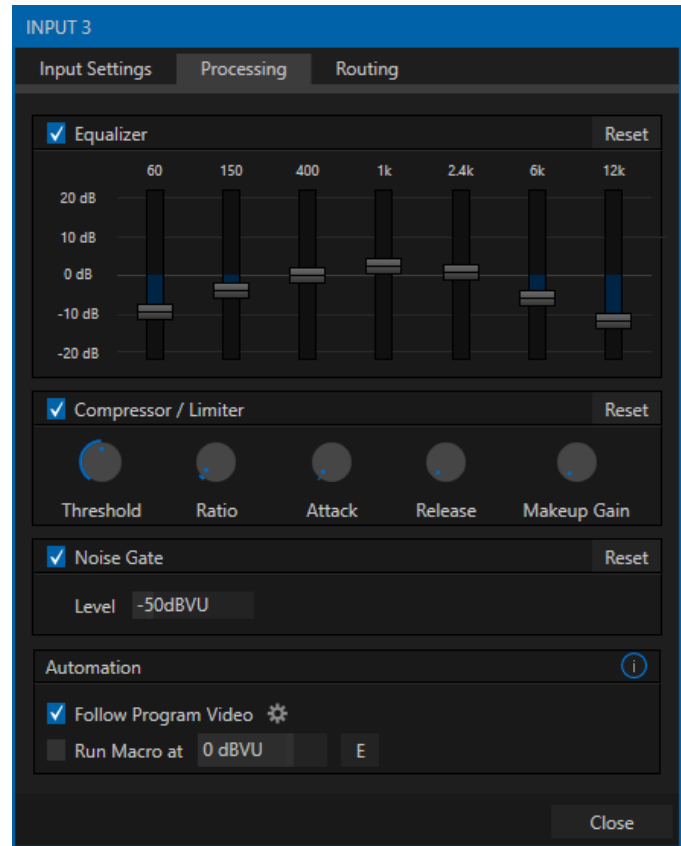 INPUT 3
Input Settings Processing Routing
Equalizer Reset
60 150 400 1k 2.4k 6k 12k
20 dB
10 dB
0 dB
-10 dB
-20 dB
Compressor / Limiter Reset
Threshold Ratio Attack Release Makeup Gain
Noise Gate Reset
Level -50dBVU
Automation i
Follow Program Video
Run Macro at 0 dBVU E
Close